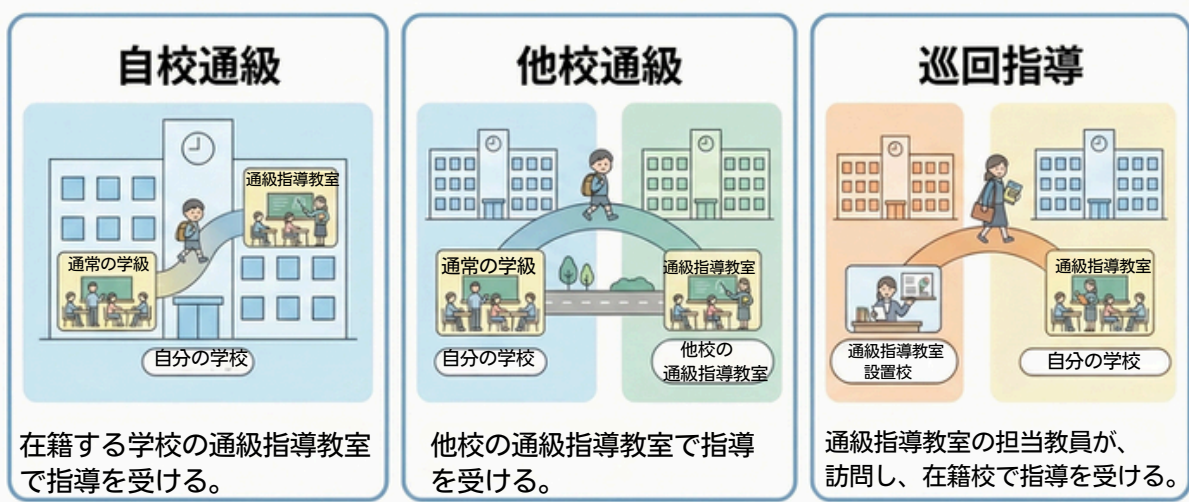 自校通級
通級指導教室
通常の学級
自分の学校
在籍する学校の通級指導教室
で指導を受ける。
他校通級
通常の学級
通級指導教室
自分の学校
他校の
通級指導教室
他校の通級指導教室で指導
を受ける。
巡回指導
通級指導教室
通級指導教室
設置校
自分の学校
通級指導教室の担当教員が、
訪問し、在籍校で指導を受ける。